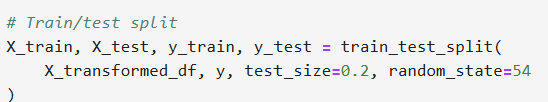 # Train/test split
X_train, X_test, y_train, y_test = train_test_split(
    X_transformed_df, y, test_size=0.2, random_state=54
)